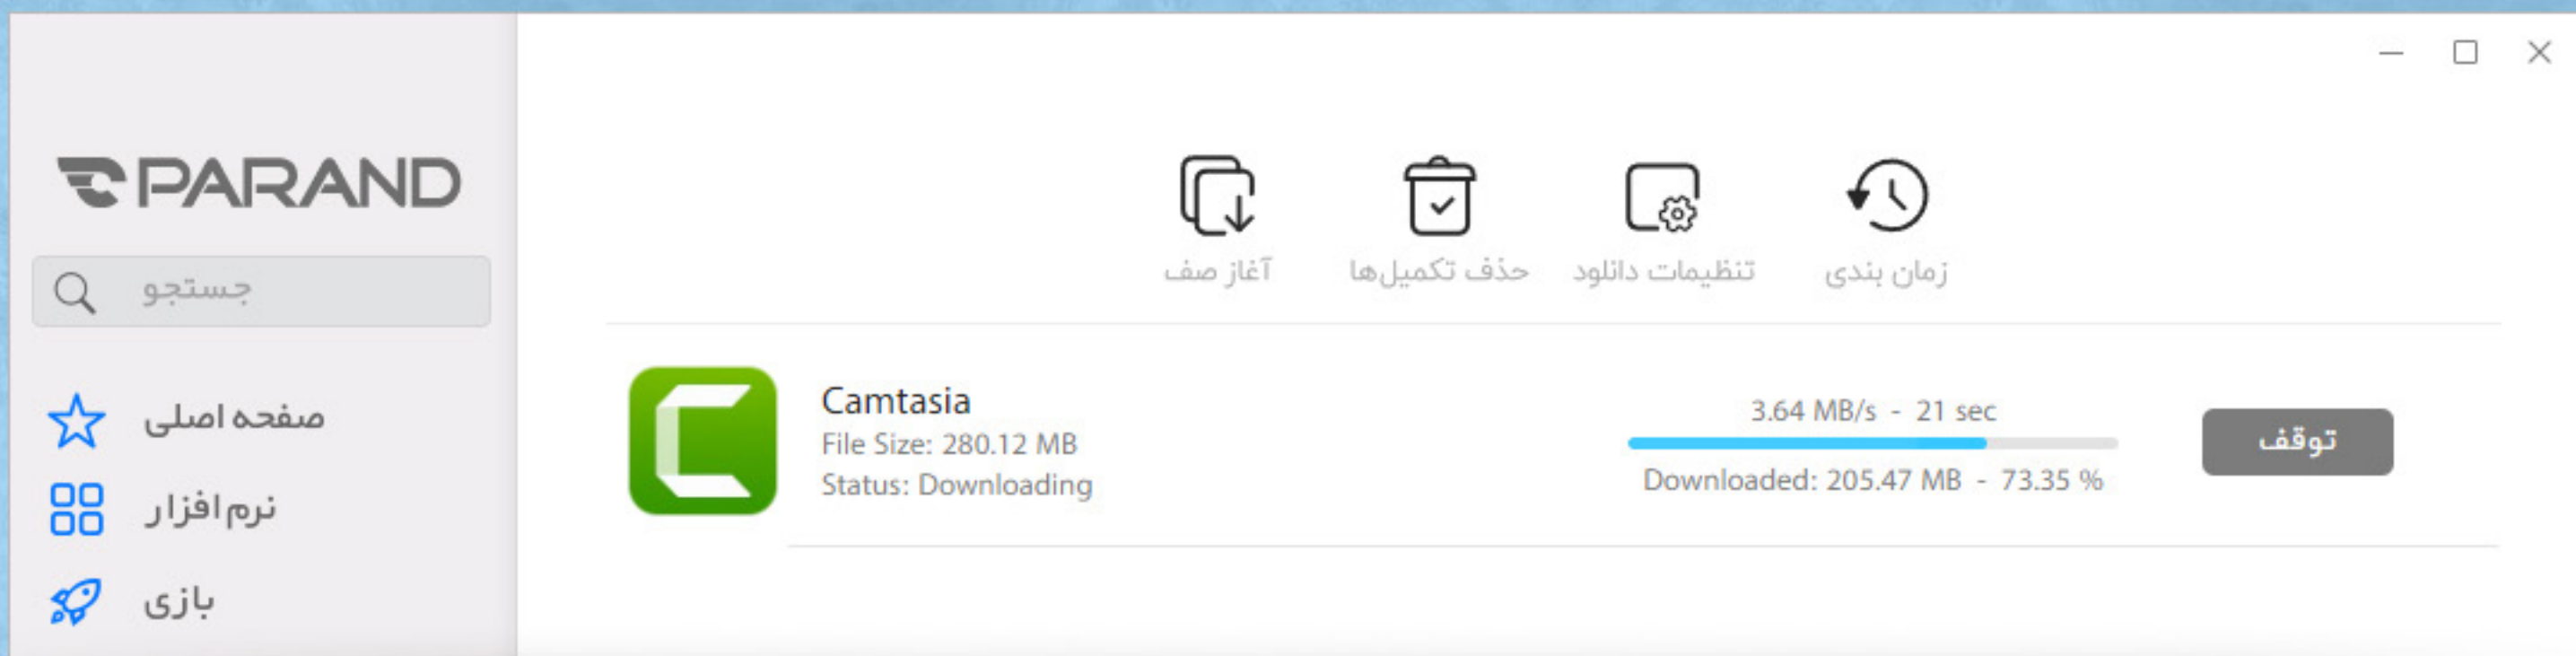 PARAND
جستجو
صفحه اصلی
نرم افزار
بازی
آغاز صف
حذف تکمیل‌ها
تنظیمات دانلود
زمان بندی
Camtasia
File Size: 280.12 MB
Status: Downloading
3.64 MB/s - 21 sec
Downloaded: 205.47 MB - 73.35 %
توقف